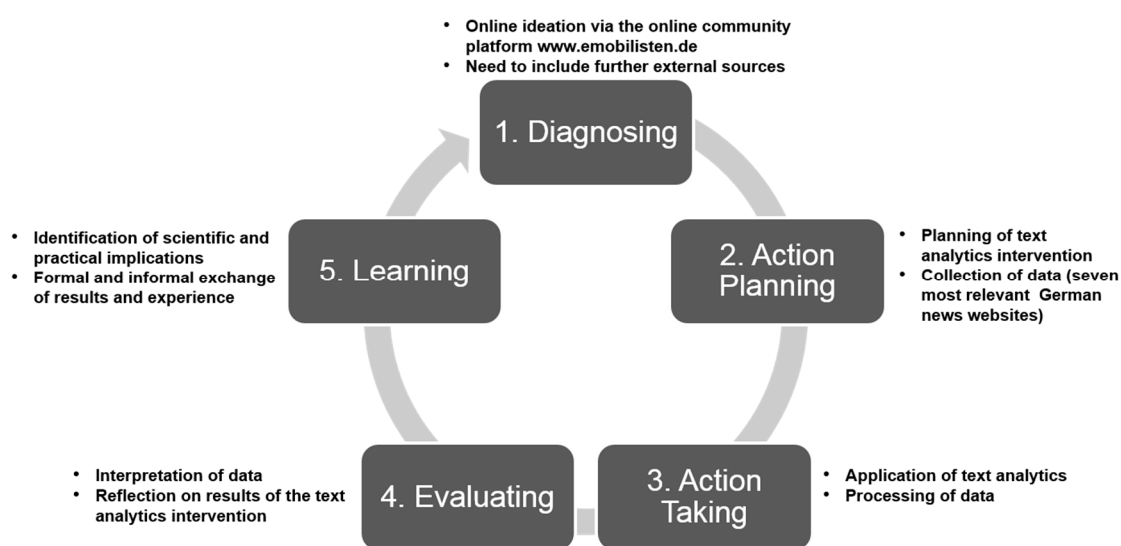 • Online ideation via the online community
platform www.emobilisten.de
• Need to include further external sources
1. Diagnosing
2. Action
Planning
• Planning of text
analytics intervention
• Collection of data (seven
most relevant German
news websites)
3. Action
Taking
• Application of text analytics
• Processing of data
4. Evaluating
• Interpretation of data
• Reflection on results of the text
analytics intervention
5. Learning
• Identification of scientific and
practical implications
• Formal and informal exchange
of results and experience